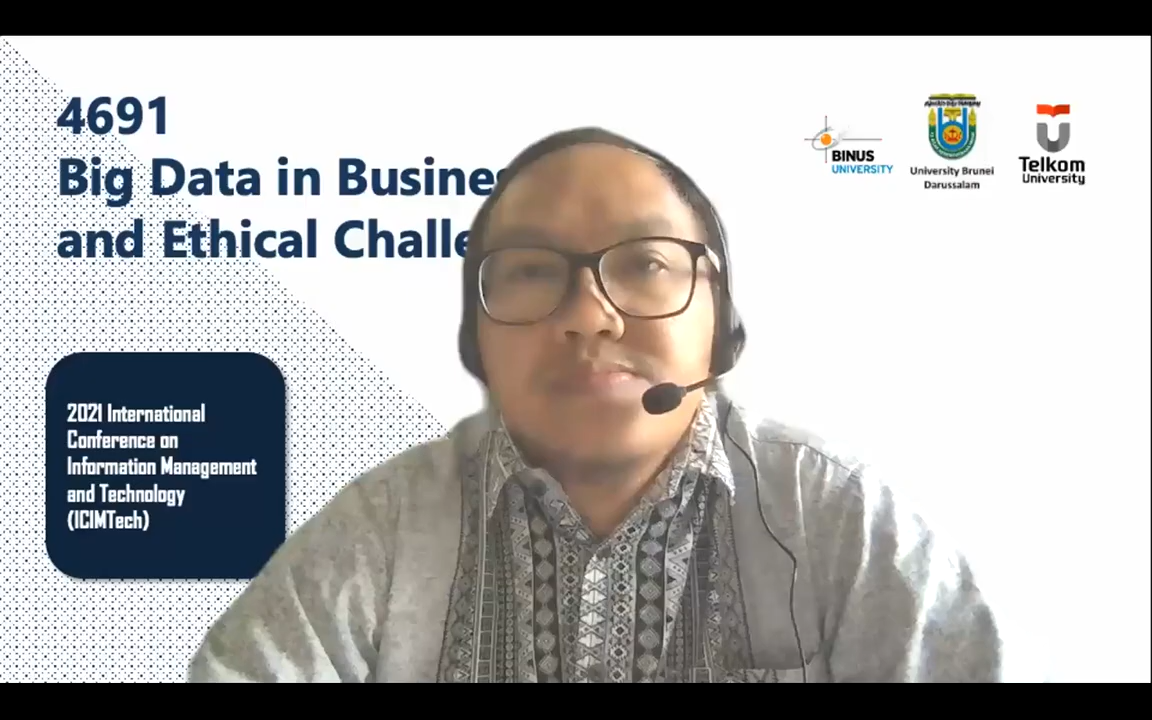 4691
Big Data in Busines
and Ethical Challe
BINUS
UNIVERSITY
University Brunei
Darussalam
Telkom
University
2021 International
Conference on
Information Management
and Technology
(ICIMTech)